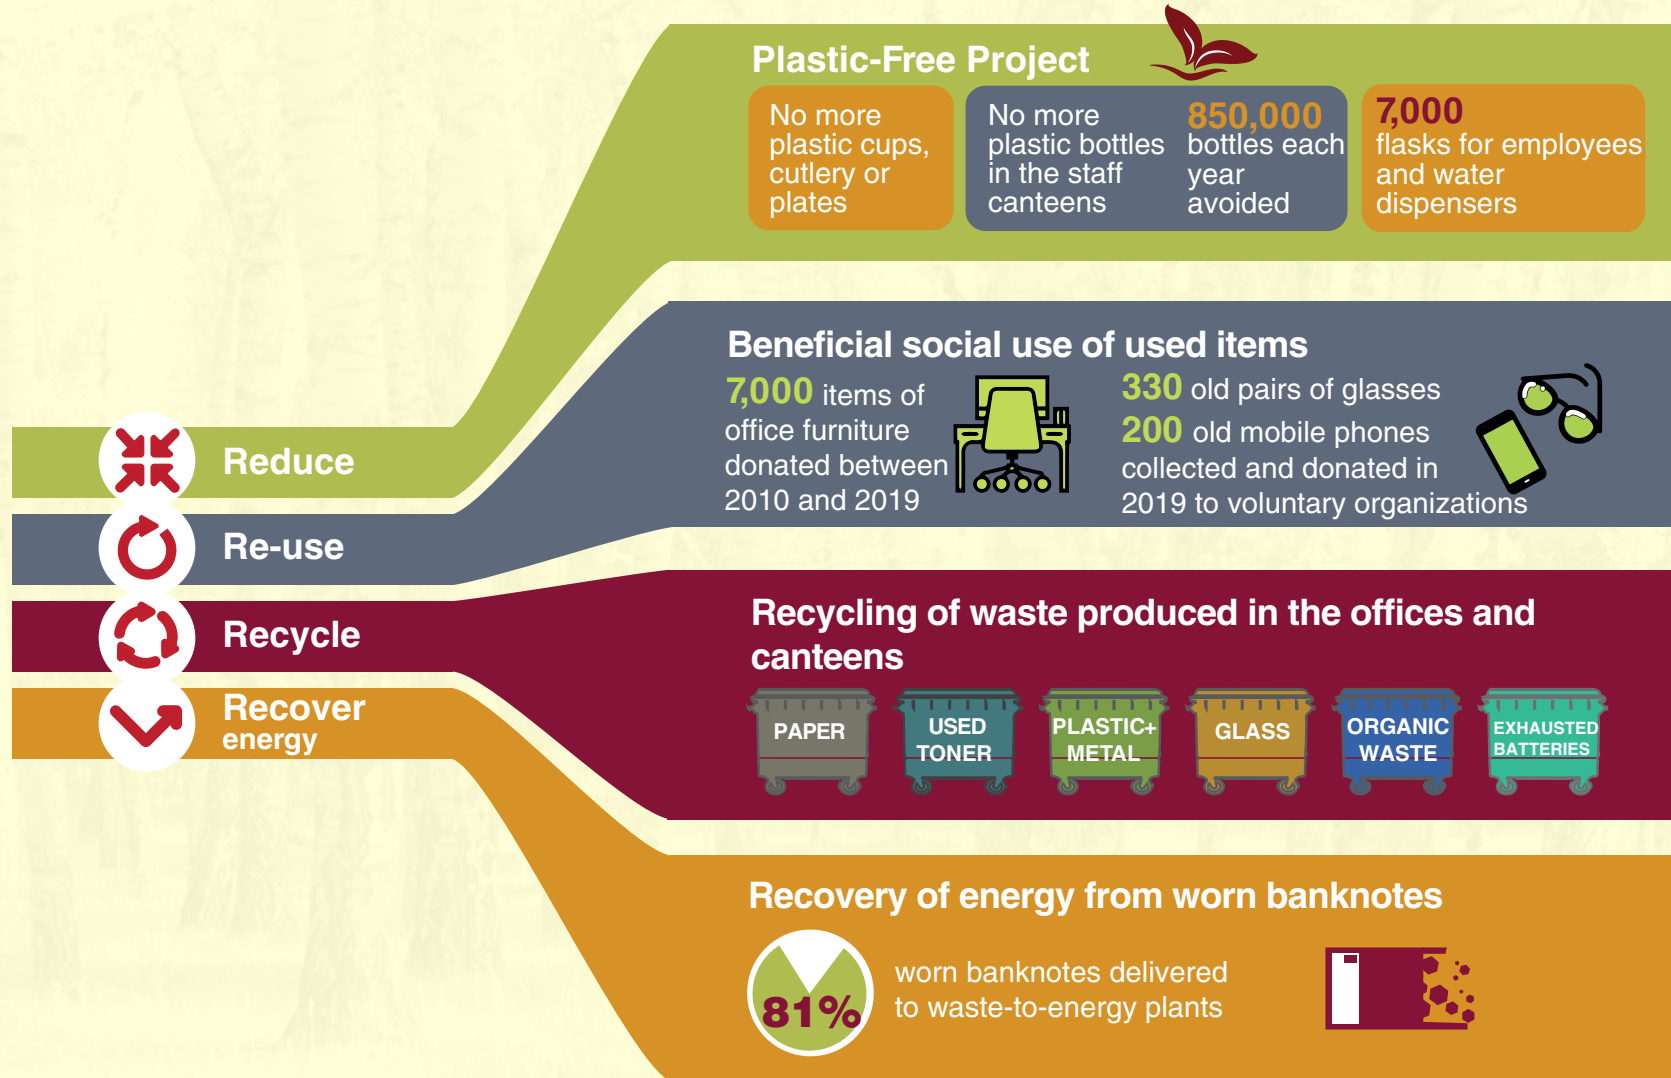 Plastic-Free Project
No more
plastic cups,
cutlery or
plates
No more
plastic bottles
in the staff
canteens
850,000
bottles each
year
avoided
7,000
flasks for employees
and water
dispensers
Reduce
Beneficial social use of used items
7,000 items of
office furniture
donated between
2010 and 2019
330 old pairs of glasses
200 old mobile phones
collected and donated in
2019 to voluntary organizations
Re-use
Recycle
Recycling of waste produced in the offices and
canteens
PAPER
USED
TONER
PLASTIC+
METAL
GLASS
ORGANIC
WASTE
EXHAUSTED
BATTERIES
Recover
energy
Recovery of energy from worn banknotes
81%
worn banknotes delivered
to waste-to-energy plants